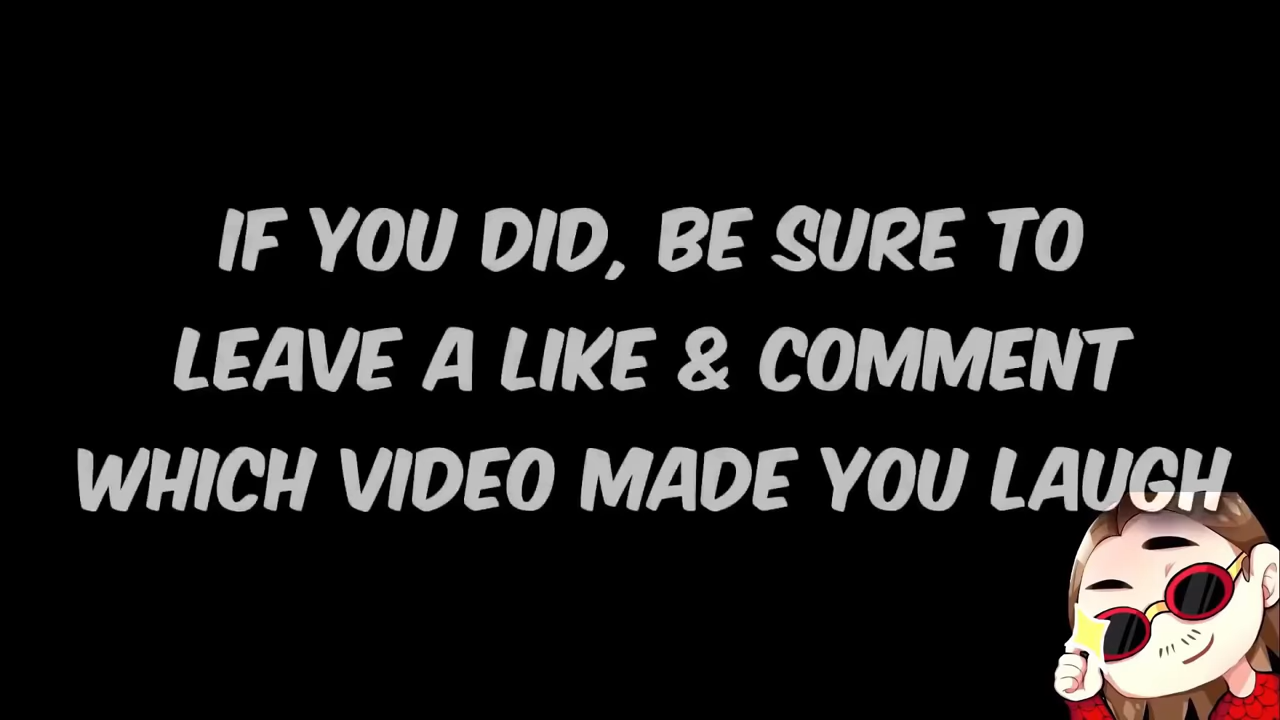 IF YOU DID, BE SURE TO
LEAVE A LIKE & COMMENT
WHICH VIDEO MADE YOU LAUGH